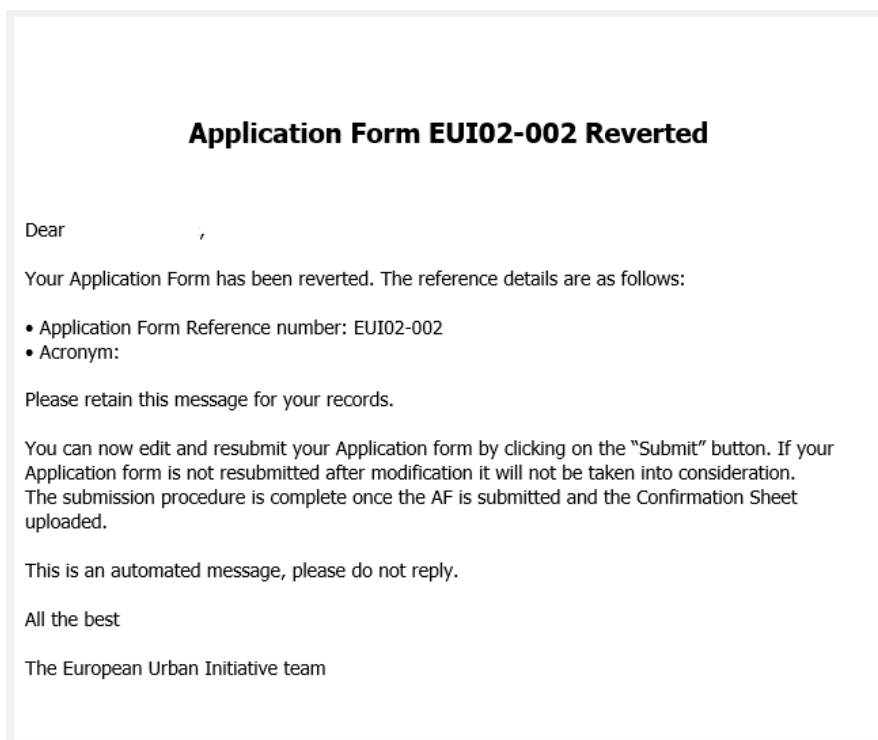 Application Form EUI02-002 Reverted
Dear ,
Your Application Form has been reverted. The reference details are as follows:
• Application Form Reference number: EUI02-002
• Acronym:
Please retain this message for your records.
You can now edit and resubmit your Application form by clicking on the “Submit” button. If your
Application form is not resubmitted after modification it will not be taken into consideration.
The submission procedure is complete once the AF is submitted and the Confirmation Sheet
uploaded.
This is an automated message, please do not reply.
All the best
The European Urban Initiative team